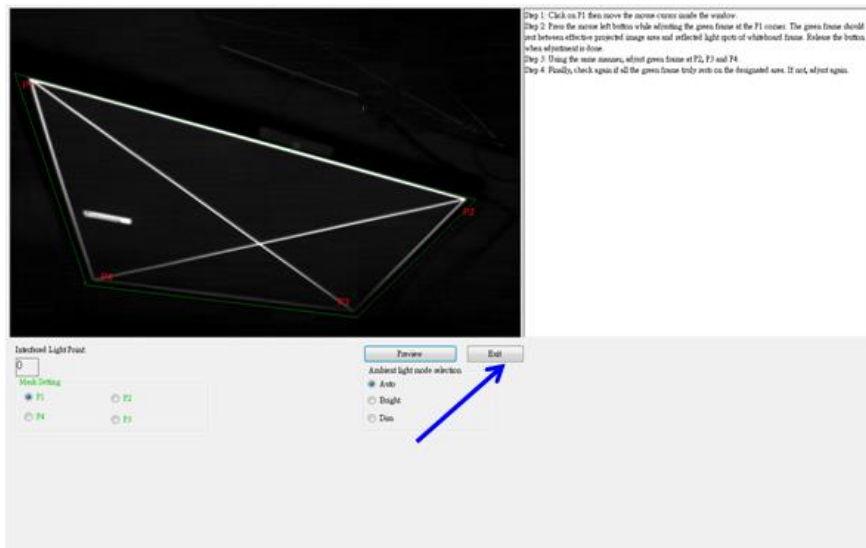 Step 1: Click on P1 then move the mouse cursor inside the window.
Step 2: Press the mouse left button while adjusting the green frame at the P1 corner. The green frame should
rest between effective projected image area and reflected light spots of whiteboard frame. Release the button
when adjustment is done.
Step 3: Using the same manner, adjust green frame at P2, P3 and P4.
Step 4: Finally, check again if all the green frame truly rests on the designated area. If not, adjust again.
P1
P2
P4
P3
Interfered Light Point:
0
Mask Setting
P1
P2
P4
P3
Preview
Exit
Ambient light mode selection
Auto
Bright
Dim